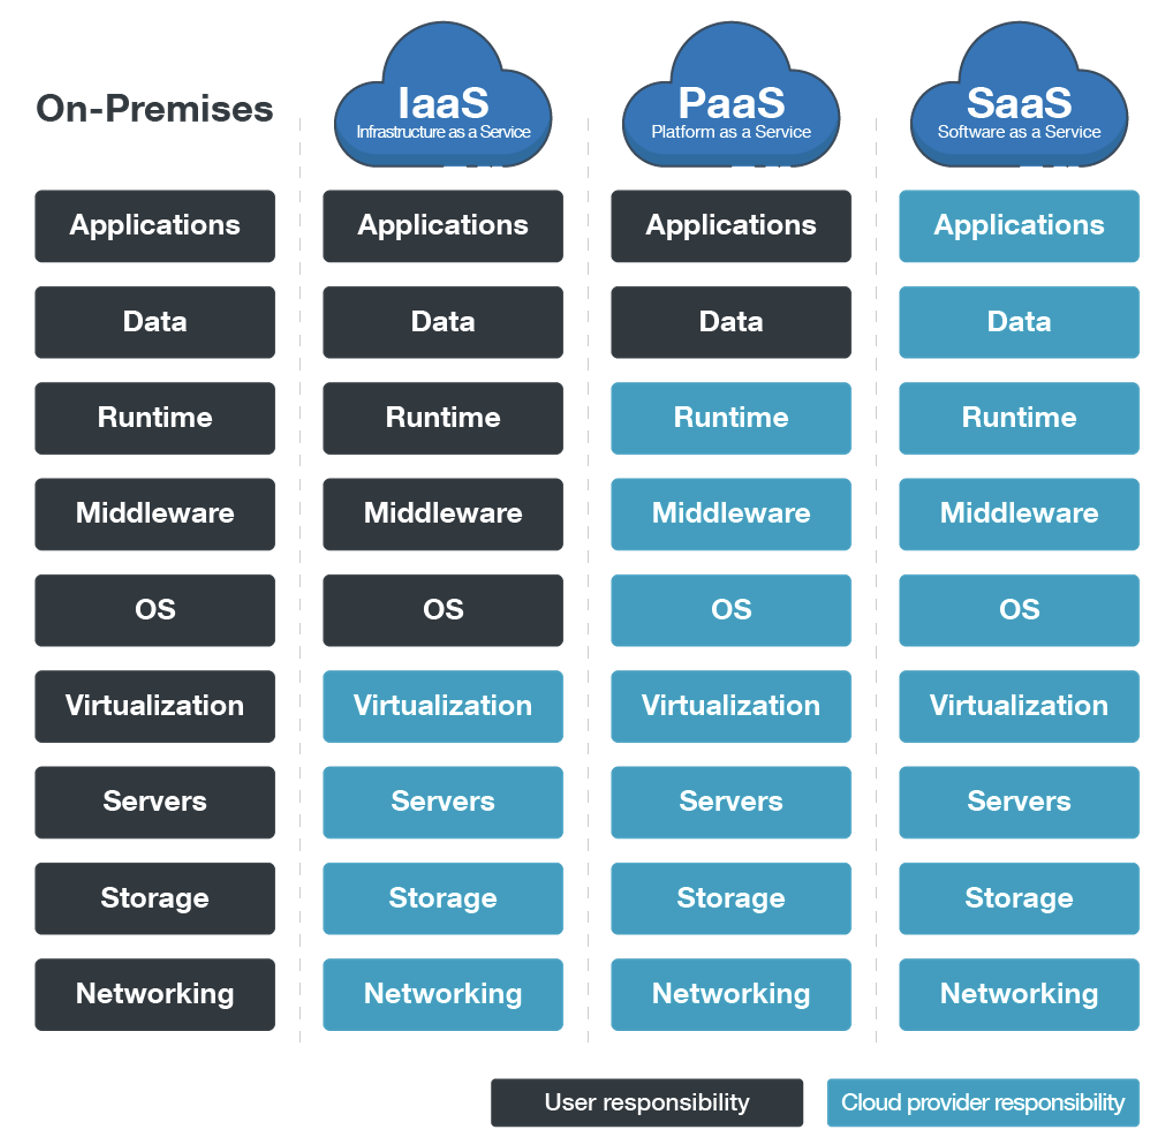 On-Premises
IaaS
Infrastructure as a Service
PaaS
Platform as a Service
SaaS
Software as a Service
Applications
Applications
Applications
Applications
Data
Data
Data
Data
Runtime
Runtime
Runtime
Runtime
Middleware
Middleware
Middleware
Middleware
OS
OS
OS
OS
Virtualization
Virtualization
Virtualization
Virtualization
Servers
Servers
Servers
Servers
Storage
Storage
Storage
Storage
Networking
Networking
Networking
Networking
User responsibility
Cloud provider responsibility